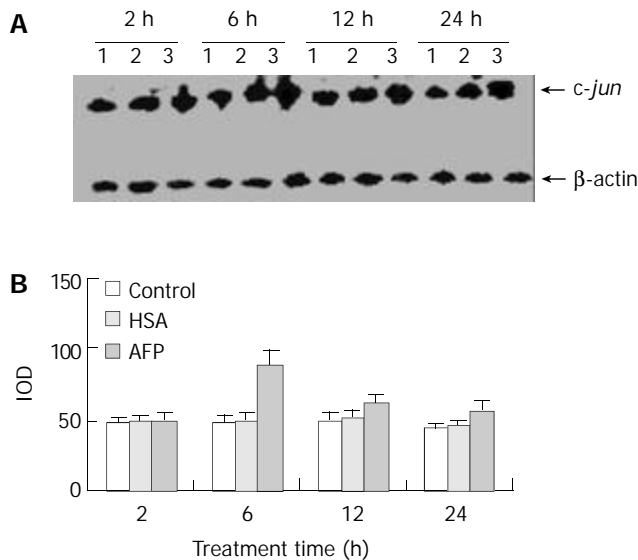 A
2 h 6 h 12 h 24 h
1 2 3 1 2 3 1 2 3 1 2 3
c-jun
β-actin
B
150
100
50
0
IOD
Control
HSA
AFP
2 6 12 24
Treatment time (h)